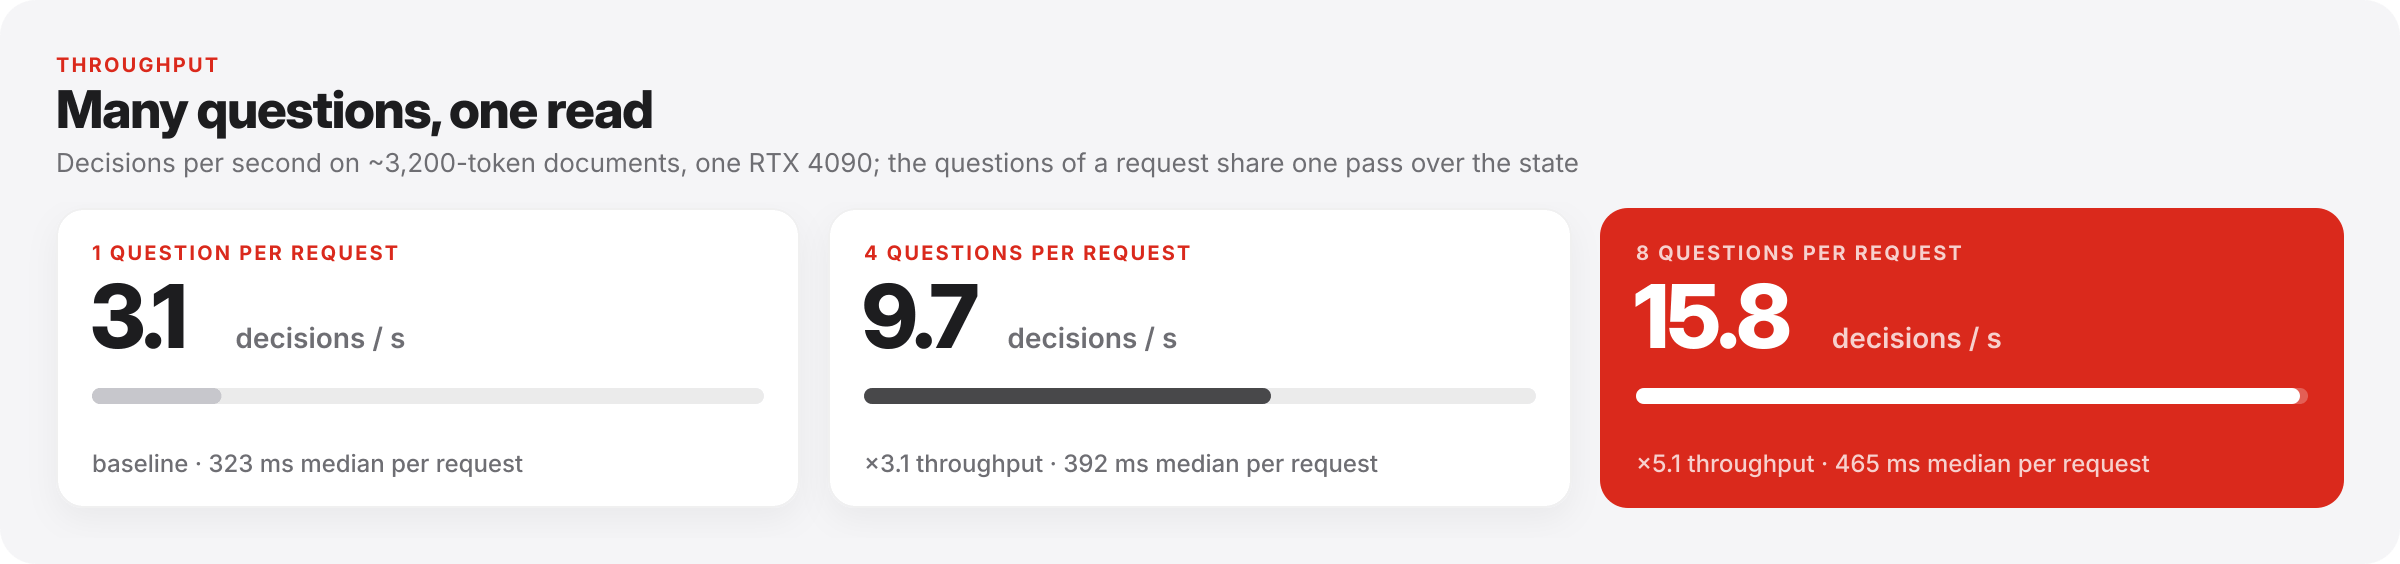 THROUGHPUT
Many questions, one read
Decisions per second on ~3,200-token documents, one RTX 4090; the questions of a request share one pass over the state
1 QUESTION PER REQUEST
3.1 decisions / s
baseline · 323 ms median per request
4 QUESTIONS PER REQUEST
9.7 decisions / s
×3.1 throughput · 392 ms median per request
8 QUESTIONS PER REQUEST
15.8 decisions / s
×5.1 throughput · 465 ms median per request